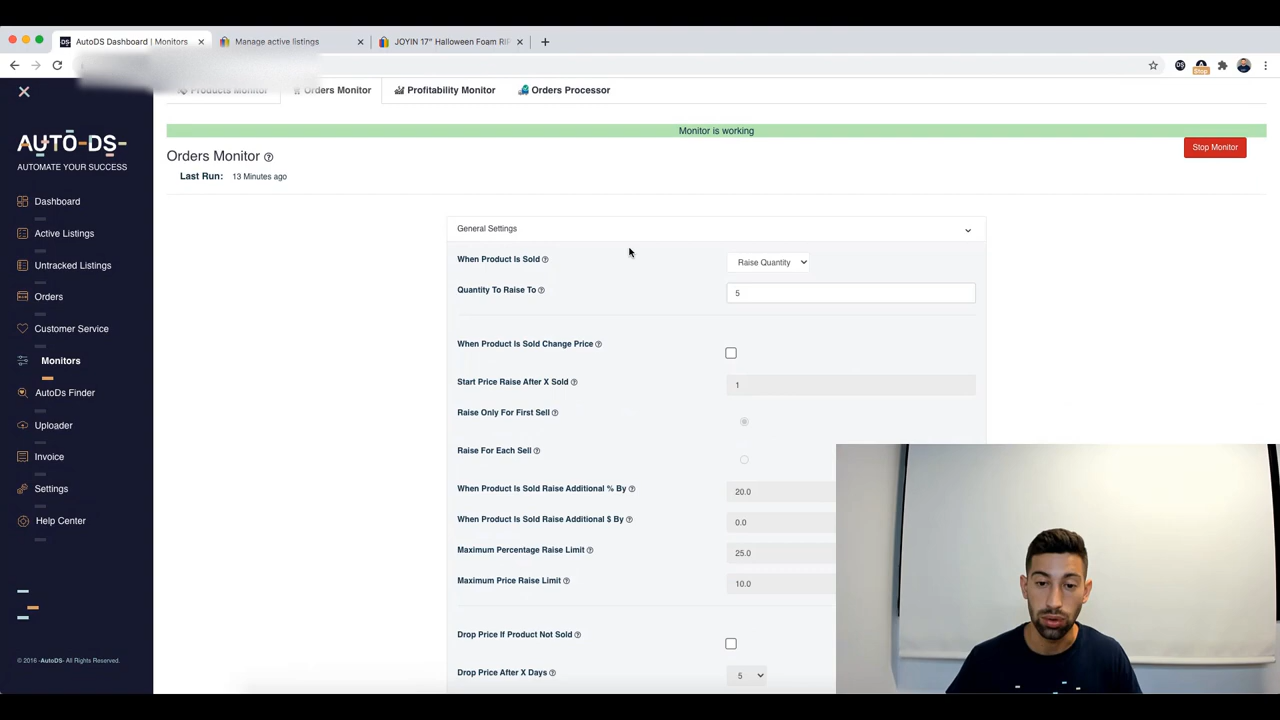 AutoDS Dashboard | Monitors
Manage active listings
JOYIN 17" Halloween Foam RIP
Products Monitor
Orders Monitor
Profitability Monitor
Orders Processor
Monitor is working
Orders Monitor
Stop Monitor
Last Run: 13 Minutes ago
AUTO-DS-
AUTOMATE YOUR SUCCESS
Dashboard
Active Listings
Untracked Listings
Orders
Customer Service
Monitors
AutoDs Finder
Uploader
Invoice
Settings
Help Center
© 2016 -AutoDS- All Rights Reserved.
General Settings
When Product Is Sold
Raise Quantity
Quantity To Raise To
5
When Product Is Sold Change Price
Start Price Raise After X Sold
1
Raise Only For First Sell
Raise For Each Sell
When Product Is Sold Raise Additional % By
20.0
When Product Is Sold Raise Additional $ By
0.0
Maximum Percentage Raise Limit
25.0
Maximum Price Raise Limit
10.0
Drop Price If Product Not Sold
Drop Price After X Days
5
DS
Shop